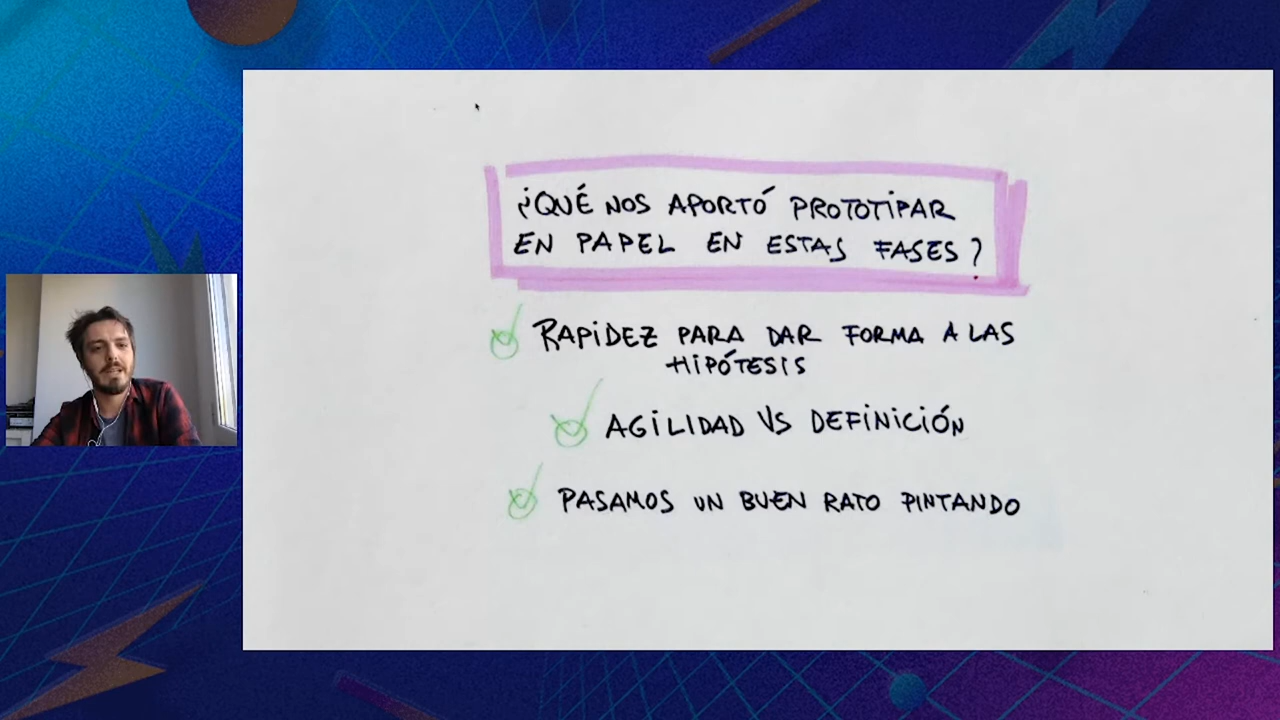 ¿QUÉ NOS APORTÓ PROTOTIPAR
EN PAPEL EN ESTAS FASES?
RAPIDEZ PARA DAR FORMA A LAS
HIPÓTESIS
AGILIDAD VS DEFINICIÓN
PASAMOS UN BUEN RATO PINTANDO